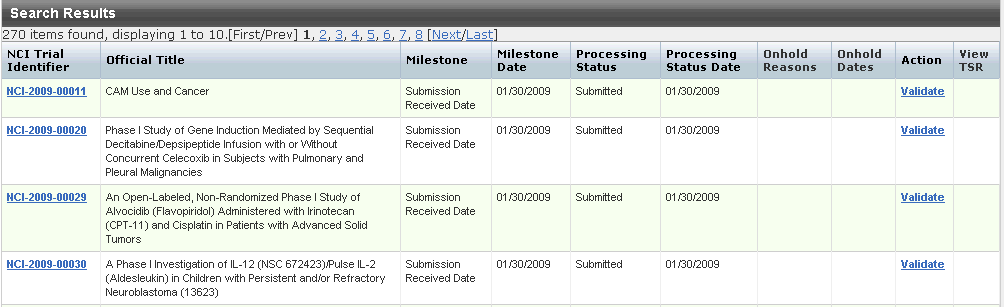 Search Results
270 items found, displaying 1 to 10.[First/Prev] 1, 2, 3, 4, 5, 6, 7, 8 [Next/Last]
NCI Trial Identifier Official Title Milestone Milestone Date Processing Status Processing Status Date Onhold Reasons Onhold Dates Action View TSR
NCI-2009-00011 CAM Use and Cancer Submission 01/30/2009 Submitted 01/30/2009 Validate
Received Date
NCI-2009-00020 Phase I Study of Gene Induction Mediated by Sequential Submission 01/30/2009 Submitted 01/30/2009 Validate
Decitabine/Depsipeptide Infusion with or Without Received Date
Concurrent Celecoxib in Subjects with Pulmonary and
Pleural Malignancies
NCI-2009-00029 An Open-Labeled, Non-Randomized Phase I Study of Submission 01/30/2009 Submitted 01/30/2009 Validate
Alvocidib (Flavopiridol) Administered with Irinotecan Received Date
(CPT-11) and Cisplatin in Patients with Advanced Solid
Tumors
NCI-2009-00030 A Phase I Investigation of IL-12 (NSC 672423)/Pulse IL-2 Submission 01/30/2009 Submitted 01/30/2009 Validate
(Aldesleukin) in Children with Persistent and/or Refractory Received Date
Neuroblastoma (13623)